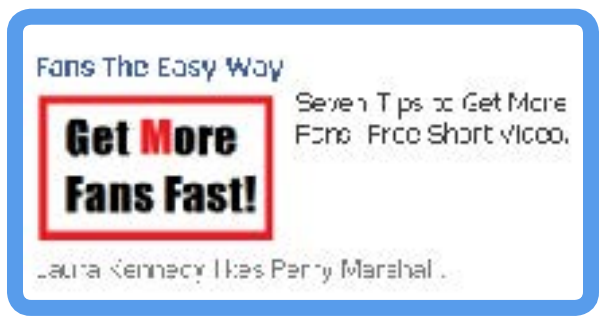 Fans The Easy Way
Seven Tips to Get More
Fans! Free Short Video.
Get More
Fans Fast!
Laura Kennedy likes Perry Marshall.